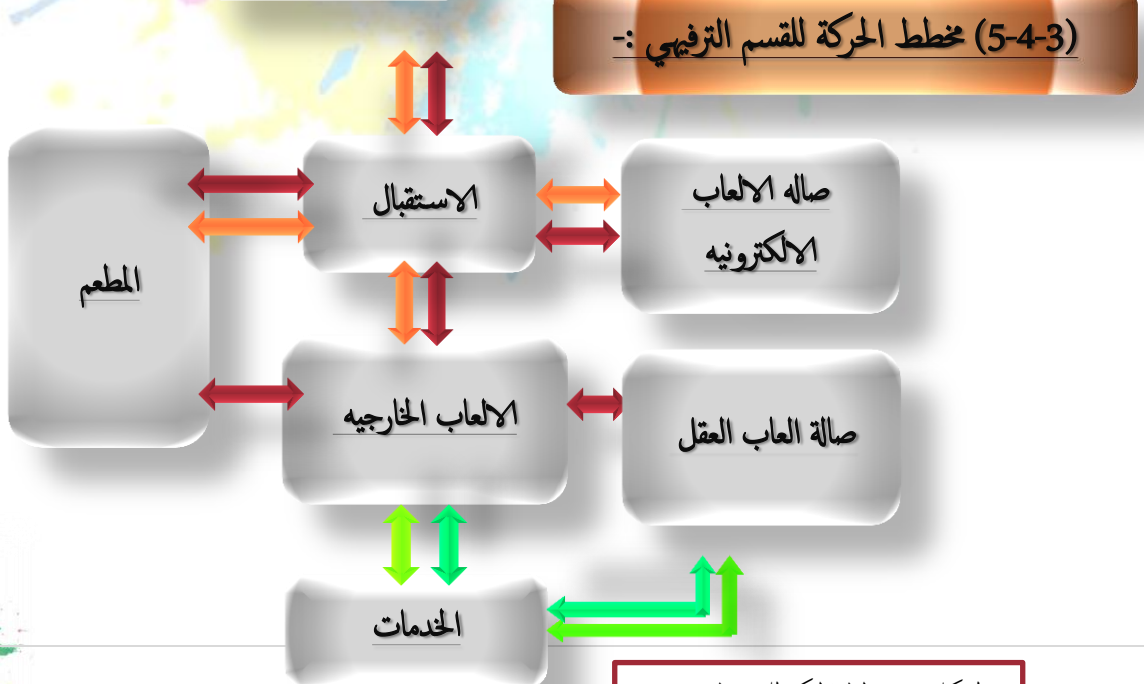 (5-4-3) مخطط الحركة للقسم الترفيهي :-
الاستقبال
صاله الالعاب
الالكترونيه
المطعم
الالعاب الخارجيه
صالة العاب العقل
الخدمات